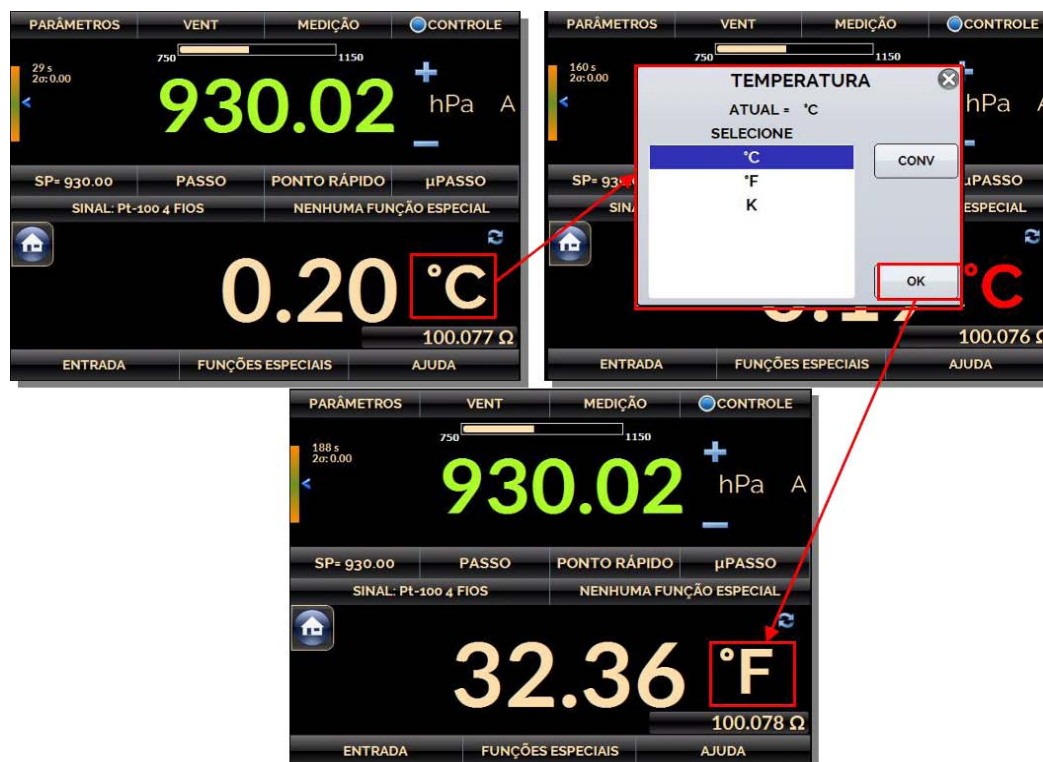 PARÂMETROS VENT MEDIÇÃO CONTROLE
750 1150
29 s
2σ: 0.00
930.02 hPa A
SP= 930.00 PASSO PONTO RÁPIDO µPASSO
SINAL: Pt-100 4 FIOS NENHUMA FUNÇÃO ESPECIAL
0.20 °C
100.077 Ω
ENTRADA FUNÇÕES ESPECIAIS AJUDA
PARÂMETROS VENT MEDIÇÃO CONTROLE
750 1150
160 s
2σ: 0.00
hPa
TEMPERATURA
ATUAL = °C
SELECIONE
°C
°F
K
CONV
OK
SP= 93
µPASSO
SIN
ESPECIAL
°C
100.076 Ω
ENTRADA FUNÇÕES ESPECIAIS AJUDA
PARÂMETROS VENT MEDIÇÃO CONTROLE
750 1150
188 s
2σ: 0.00
930.02 hPa A
SP= 930.00 PASSO PONTO RÁPIDO µPASSO
SINAL: Pt-100 4 FIOS NENHUMA FUNÇÃO ESPECIAL
32.36 °F
100.078 Ω
ENTRADA FUNÇÕES ESPECIAIS AJUDA